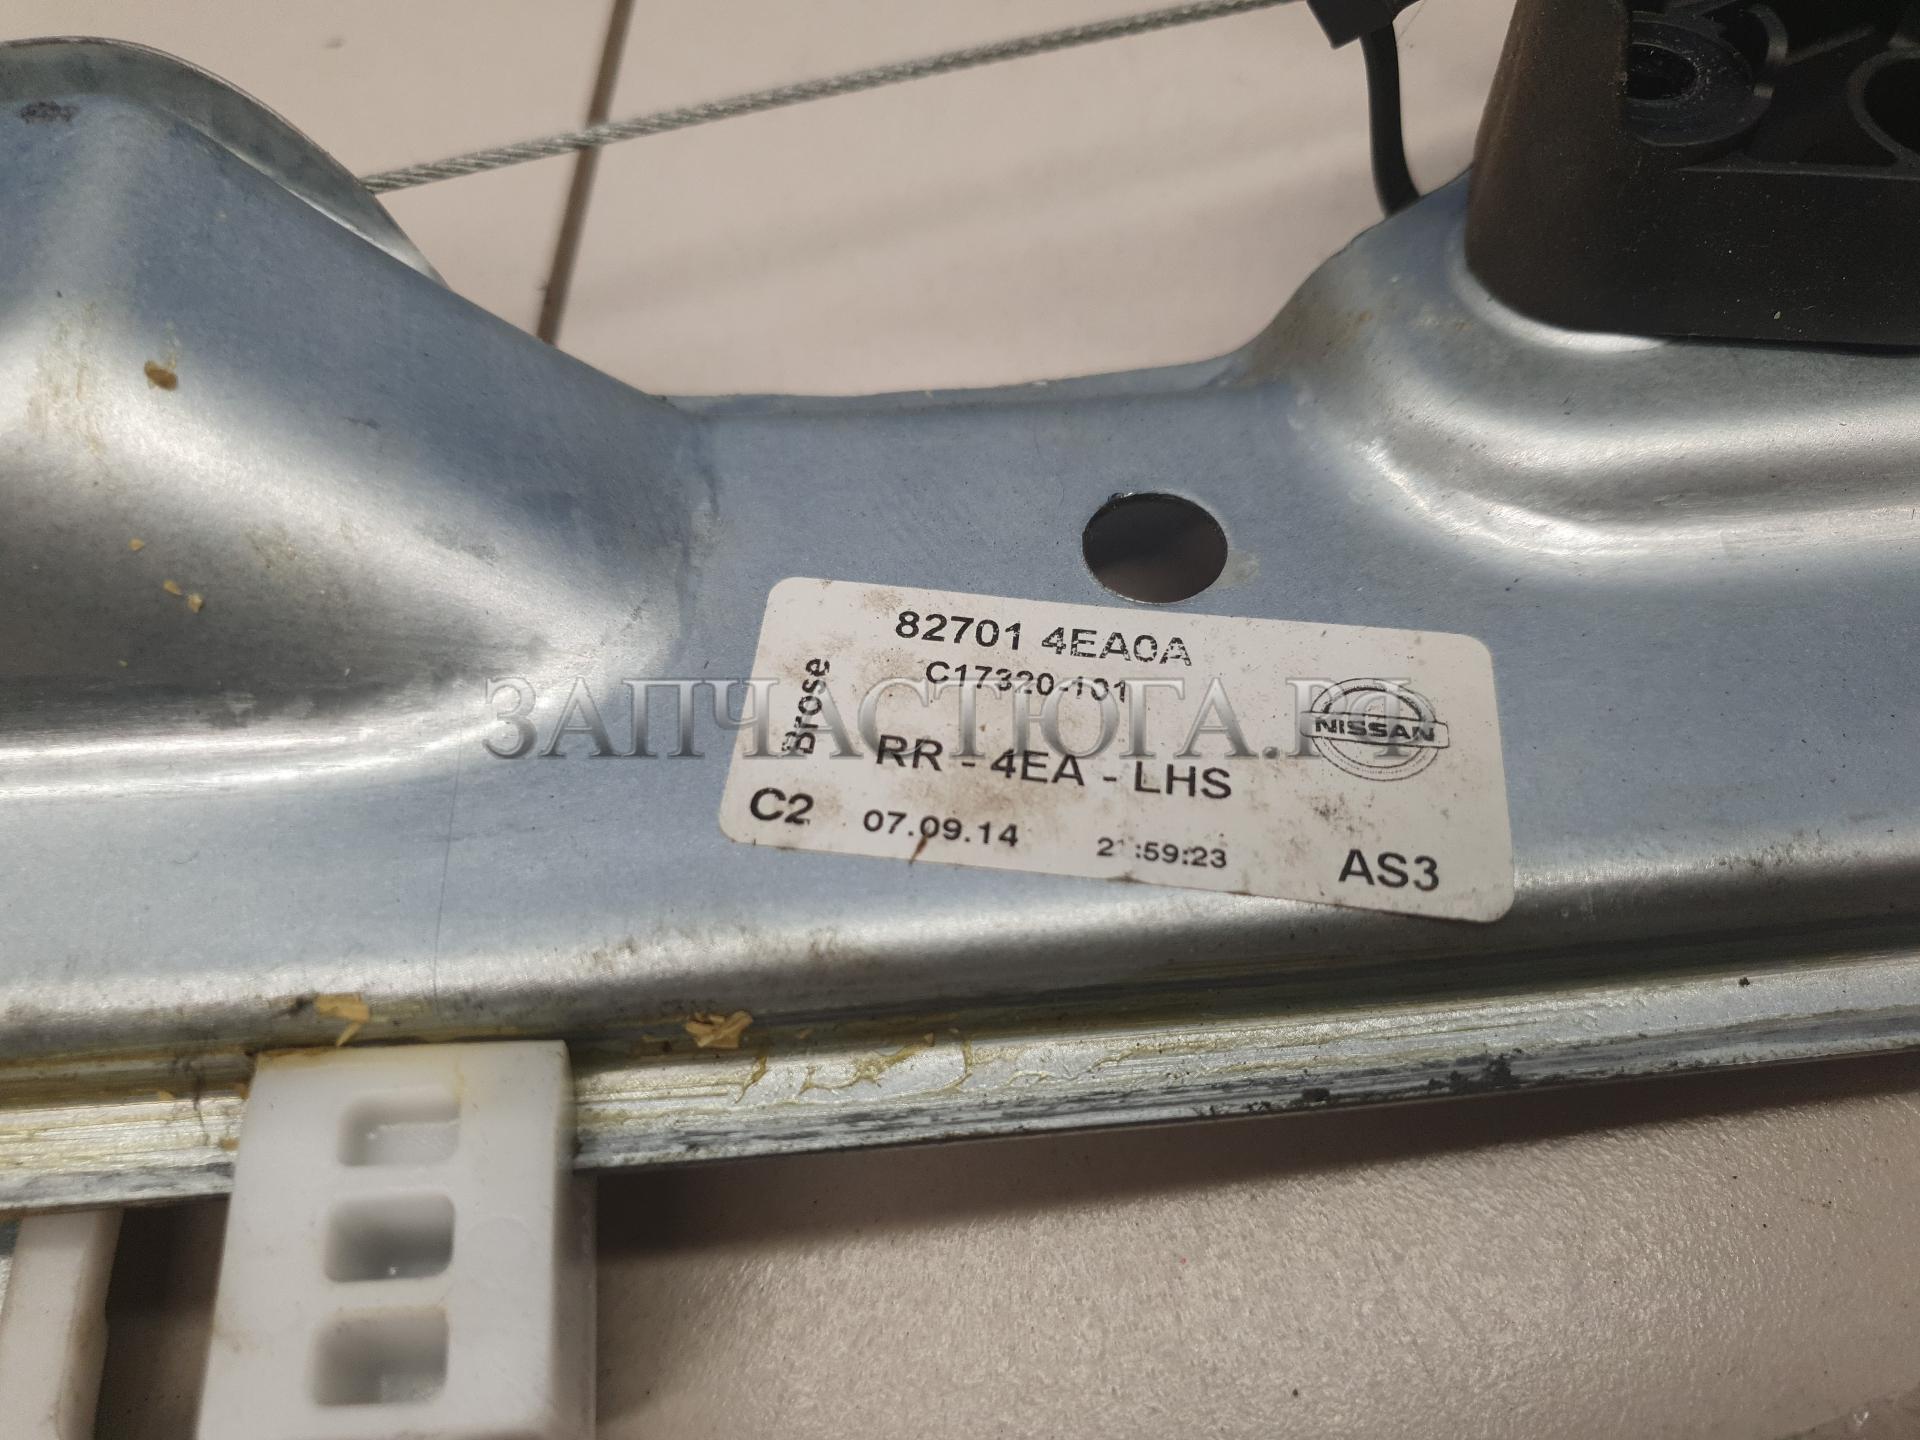 82701 4EA0A
C17320-101
Brose
ЗАПЧАСТЮГА.РФ
NISSAN
RR - 4EA - LHS
C2 07.09.14
:59:23
AS3